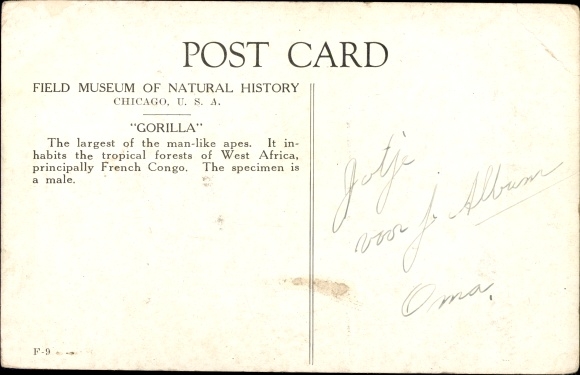 POST CARD
FIELD MUSEUM OF NATURAL HISTORY
CHICAGO, U. S. A.
"GORILLA"
The largest of the man-like apes. It in-
habits the tropical forests of West Africa,
principally French Congo. The specimen is
a male.
F-9
Jotje
voor je Album
Oma.